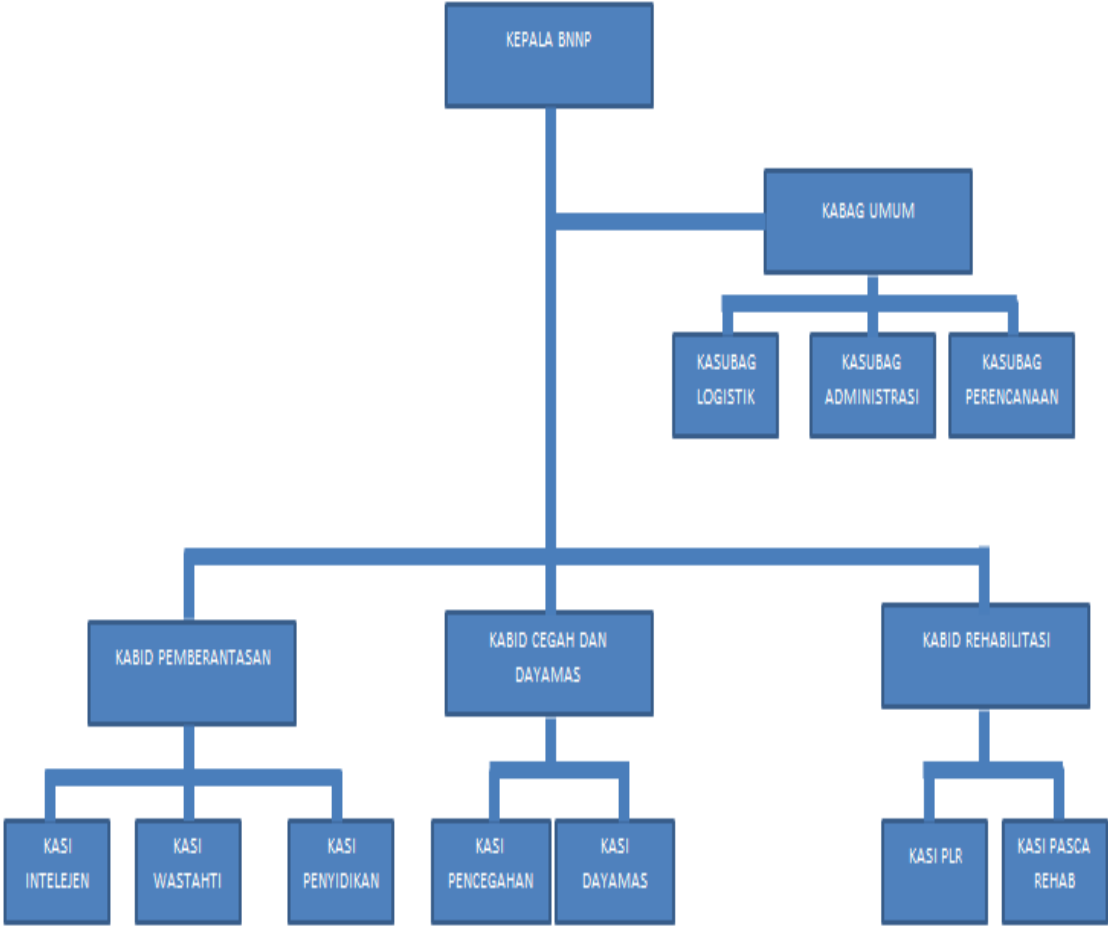 KEPALA BNNP
KABAG UMUM
KASUBAG
LOGISTIK
KASUBAG
ADMINISTRASI
KASUBAG
PERENCANAAN
KABID PEMBERANTASAN
KABID CEGAH DAN
DAYAMAS
KABID REHABILITASI
KASI
INTELEJEN
KASI
WASTAHTI
KASI
PENYIDIKAN
KASI
PENCEGAHAN
KASI
DAYAMAS
KASI PLR
KASI PASCA
REHAB